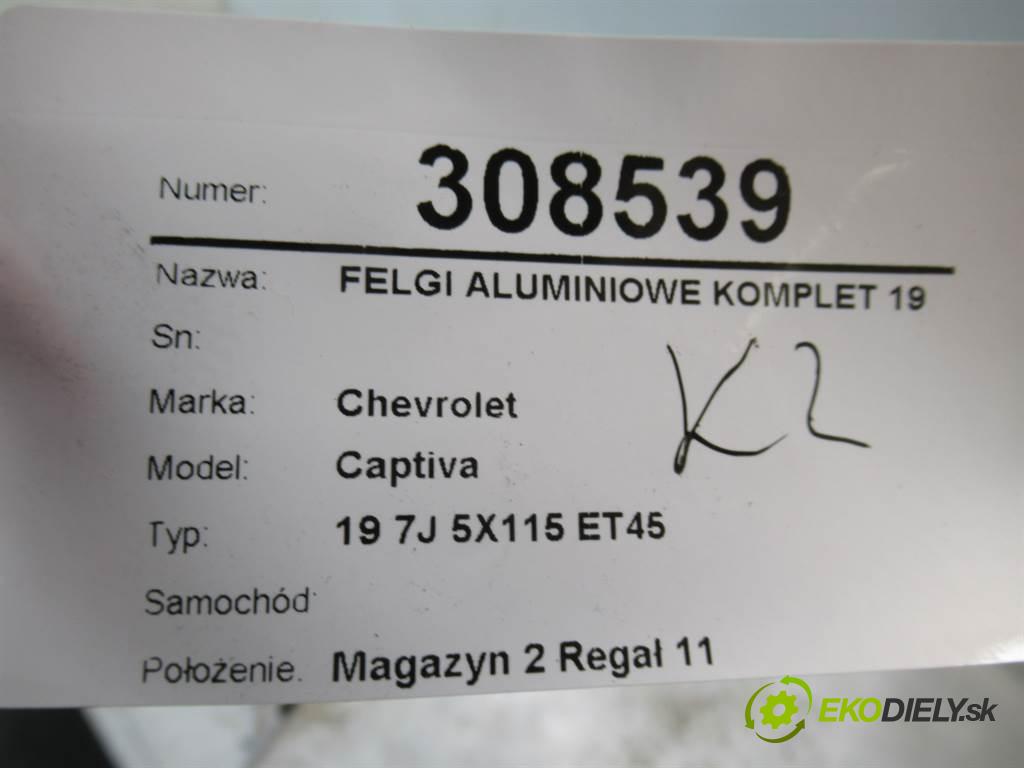 Numer: 308539
Nazwa: FELGI ALUMINIOWE KOMPLET 19
Sn:
K2
Marka: Chevrolet
Model: Captiva
Typ: 19 7J 5X115 ET45
Samochód
Położenie. Magazyn 2 Regał 11
EKODIELY.sk